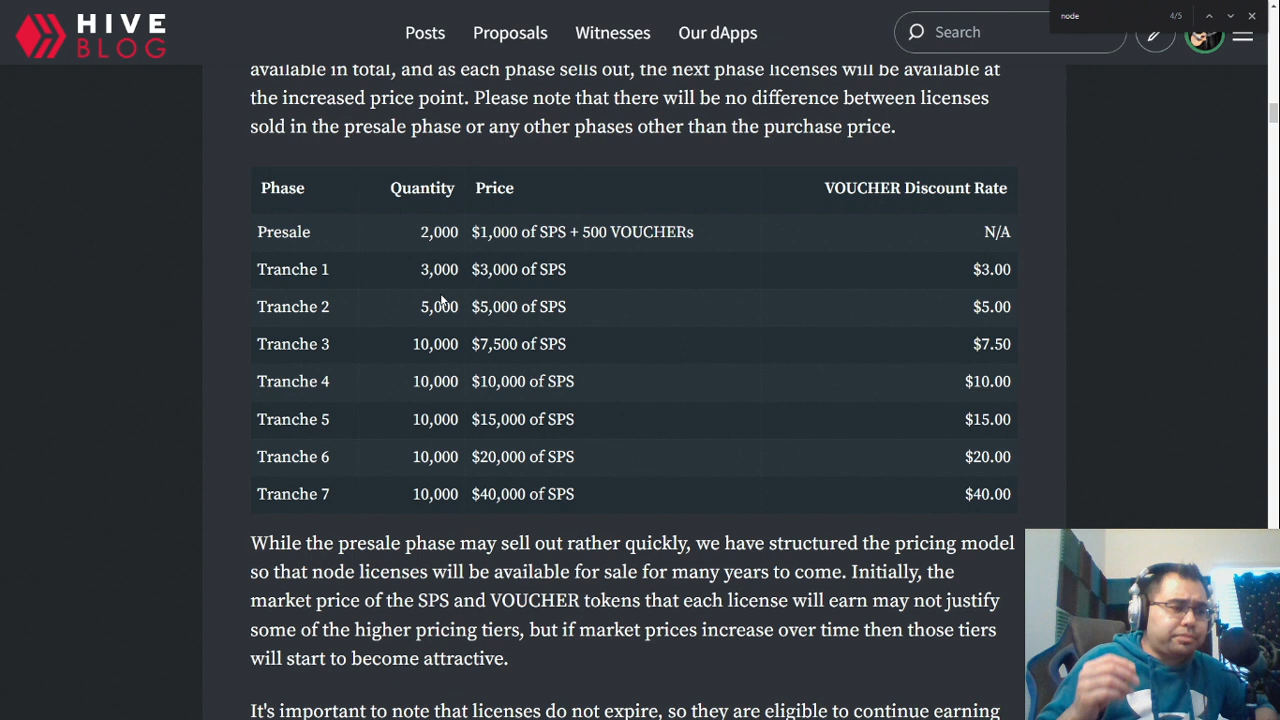 HIVE
BLOG
Posts
Proposals
Witnesses
Our dApps
Search
node
4/5
available in total, and as each phase sells out, the next phase licenses will be available at
the increased price point. Please note that there will be no difference between licenses
sold in the presale phase or any other phases other than the purchase price.
Phase Quantity Price VOUCHER Discount Rate
Presale 2,000 $1,000 of SPS + 500 VOUCHERs N/A
Tranche 1 3,000 $3,000 of SPS $3.00
Tranche 2 5,000 $5,000 of SPS $5.00
Tranche 3 10,000 $7,500 of SPS $7.50
Tranche 4 10,000 $10,000 of SPS $10.00
Tranche 5 10,000 $15,000 of SPS $15.00
Tranche 6 10,000 $20,000 of SPS $20.00
Tranche 7 10,000 $40,000 of SPS $40.00
While the presale phase may sell out rather quickly, we have structured the pricing model
so that node licenses will be available for sale for many years to come. Initially, the
market price of the SPS and VOUCHER tokens that each license will earn may not justify
some of the higher pricing tiers, but if market prices increase over time then those tiers
will start to become attractive.
It's important to note that licenses do not expire, so they are eligible to continue earning